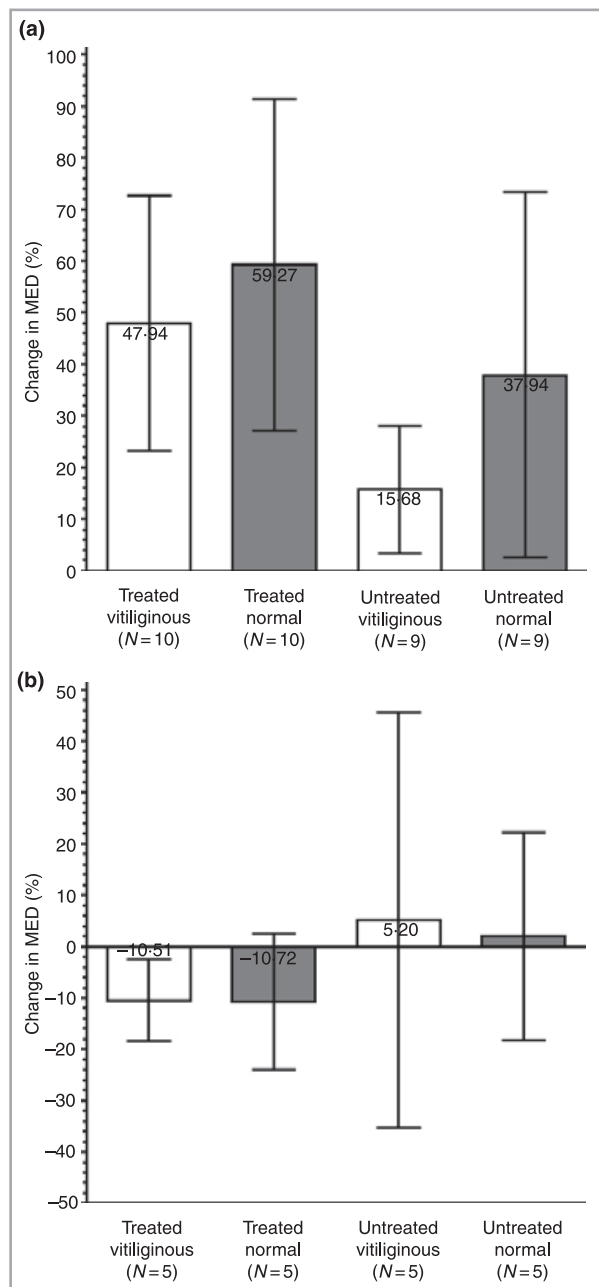 (a)
100
90
80
70
60
50
40
30
20
10
0
Change in MED (%)
47·94
59·27
15·68
37·94
Treated
vitiliginous
(N=10)
Treated
normal
(N=10)
Untreated
vitiliginous
(N=9)
Untreated
normal
(N=9)
(b)
50
40
30
20
10
0
−10
−20
−30
−40
−50
Change in MED (%)
−10·51
−10·72
5·20
Treated
vitiliginous
(N=5)
Treated
normal
(N=5)
Untreated
vitiliginous
(N=5)
Untreated
normal
(N=5)